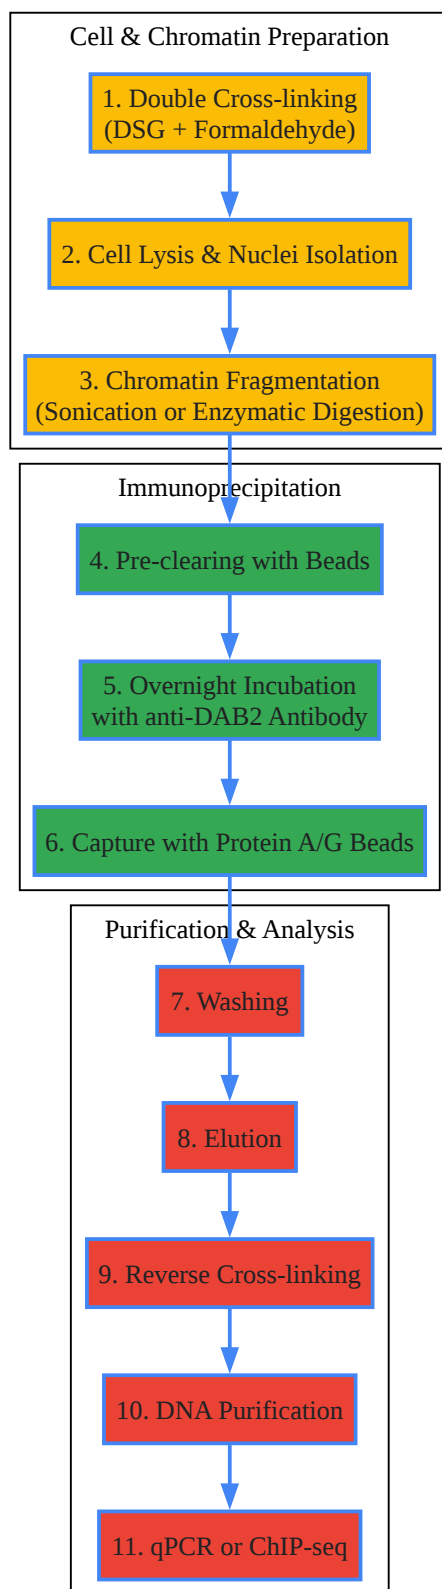 Cell & Chromatin Preparation
1. Double Cross-linking
(DSG + Formaldehyde)
2. Cell Lysis & Nuclei Isolation
3. Chromatin Fragmentation
(Sonication or Enzymatic Digestion)
Immunoprecipitation
4. Pre-clearing with Beads
5. Overnight Incubation
with anti-DAB2 Antibody
6. Capture with Protein A/G Beads
Purification & Analysis
7. Washing
8. Elution
9. Reverse Cross-linking
10. DNA Purification
11. qPCR or ChIP-seq